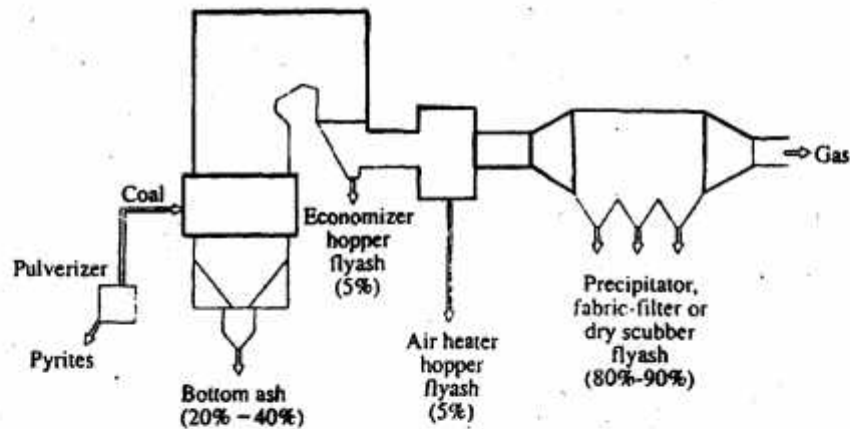 Coal
Gas
Pulverizer
Pyrites
Economizer
hopper
flyash
(5%)
Bottom ash
(20% – 40%)
Air heater
hopper
flyash
(5%)
Precipitator,
fabric-filter or
dry scubber
flyash
(80%-90%)